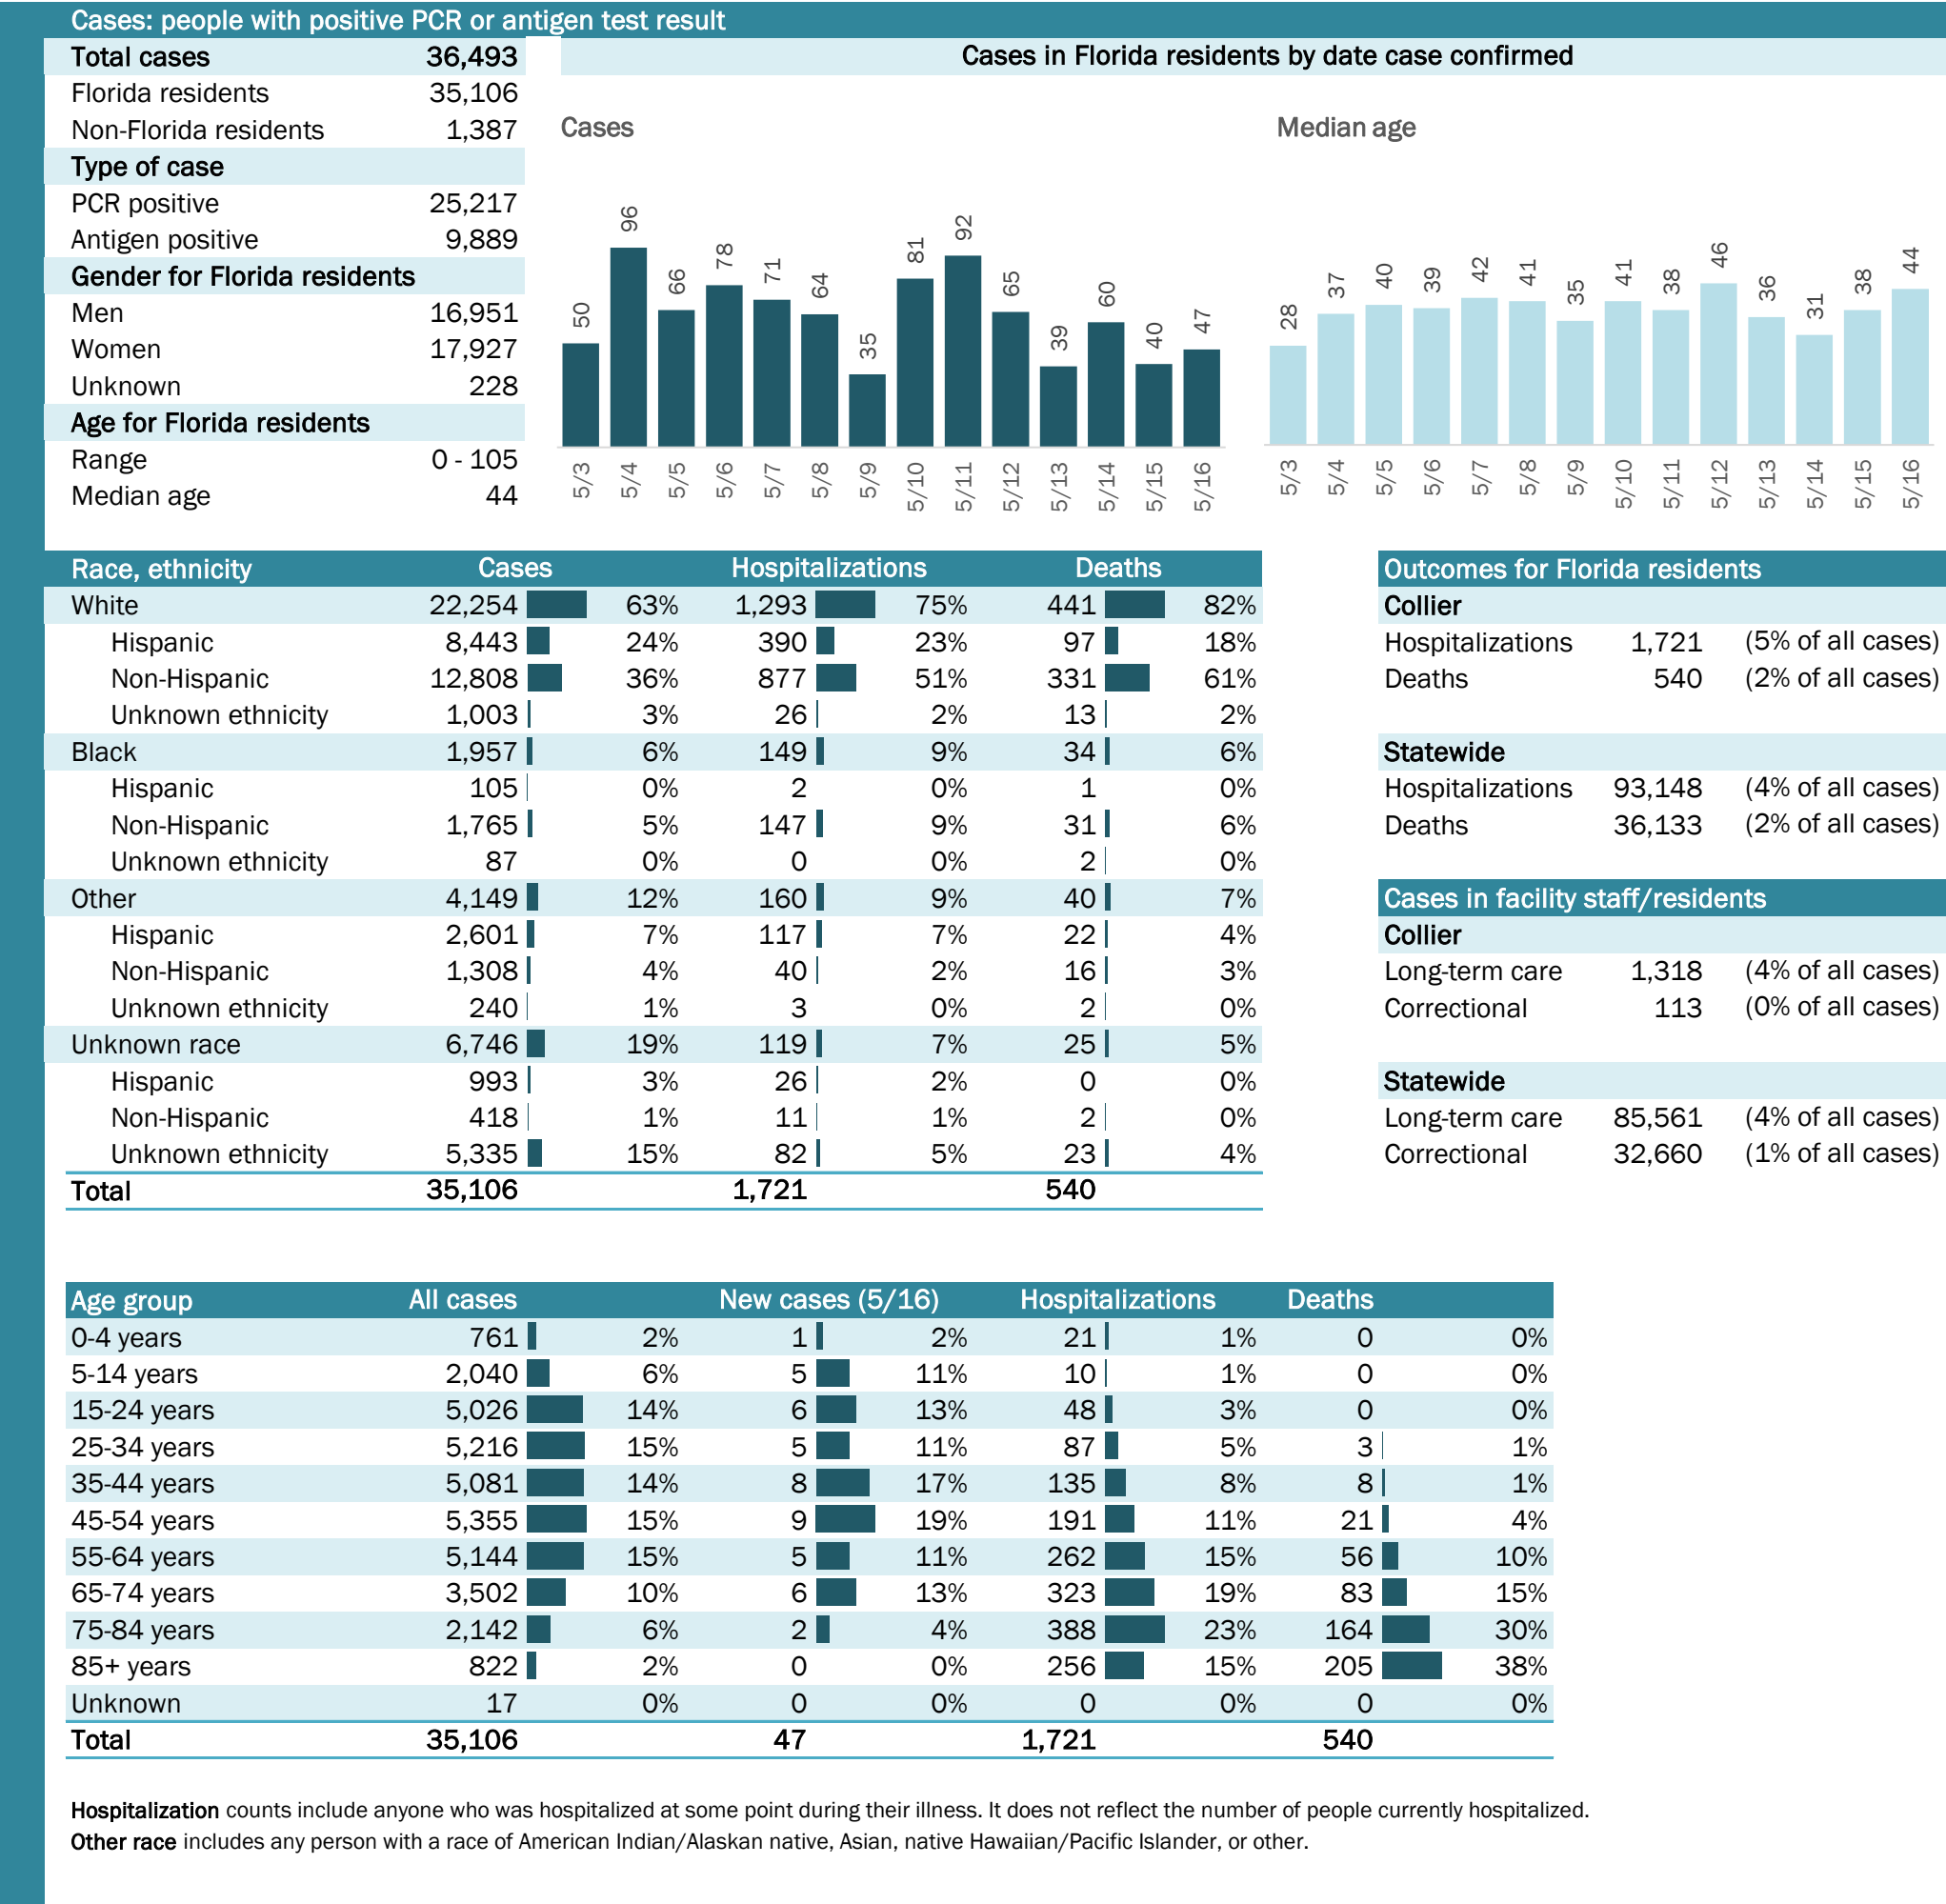 Cases: people with positive PCR or antigen test result
Total cases 36,493
Florida residents 35,106
Non-Florida residents 1,387
Type of case
PCR positive 25,217
Antigen positive 9,889
Gender for Florida residents
Men 16,951
Women 17,927
Unknown 228
Age for Florida residents
Range 0 - 105
Median age 44
Cases in Florida residents by date case confirmed
Cases
50 96 66 78 71 64 35 81 92 65 39 60 40 47
5/3 5/4 5/5 5/6 5/7 5/8 5/9 5/10 5/11 5/12 5/13 5/14 5/15 5/16
Median age
28 37 40 39 42 41 35 41 38 46 36 31 38 44
5/3 5/4 5/5 5/6 5/7 5/8 5/9 5/10 5/11 5/12 5/13 5/14 5/15 5/16
Race, ethnicity Cases Hospitalizations Deaths
White 22,254 63% 1,293 75% 441 82%
Hispanic 8,443 24% 390 23% 97 18%
Non-Hispanic 12,808 36% 877 51% 331 61%
Unknown ethnicity 1,003 3% 26 2% 13 2%
Black 1,957 6% 149 9% 34 6%
Hispanic 105 0% 2 0% 1 0%
Non-Hispanic 1,765 5% 147 9% 31 6%
Unknown ethnicity 87 0% 0 0% 2 0%
Other 4,149 12% 160 9% 40 7%
Hispanic 2,601 7% 117 7% 22 4%
Non-Hispanic 1,308 4% 40 2% 16 3%
Unknown ethnicity 240 1% 3 0% 2 0%
Unknown race 6,746 19% 119 7% 25 5%
Hispanic 993 3% 26 2% 0 0%
Non-Hispanic 418 1% 11 1% 2 0%
Unknown ethnicity 5,335 15% 82 5% 23 4%
Total 35,106 1,721 540
Outcomes for Florida residents
Collier
Hospitalizations 1,721 (5% of all cases)
Deaths 540 (2% of all cases)
Statewide
Hospitalizations 93,148 (4% of all cases)
Deaths 36,133 (2% of all cases)
Cases in facility staff/residents
Collier
Long-term care 1,318 (4% of all cases)
Correctional 113 (0% of all cases)
Statewide
Long-term care 85,561 (4% of all cases)
Correctional 32,660 (1% of all cases)
Age group All cases New cases (5/16) Hospitalizations Deaths
0-4 years 761 2% 1 2% 21 1% 0 0%
5-14 years 2,040 6% 5 11% 10 1% 0 0%
15-24 years 5,026 14% 6 13% 48 3% 0 0%
25-34 years 5,216 15% 5 11% 87 5% 3 1%
35-44 years 5,081 14% 8 17% 135 8% 8 1%
45-54 years 5,355 15% 9 19% 191 11% 21 4%
55-64 years 5,144 15% 5 11% 262 15% 56 10%
65-74 years 3,502 10% 6 13% 323 19% 83 15%
75-84 years 2,142 6% 2 4% 388 23% 164 30%
85+ years 822 2% 0 0% 256 15% 205 38%
Unknown 17 0% 0 0% 0 0% 0 0%
Total 35,106 47 1,721 540
Hospitalization counts include anyone who was hospitalized at some point during their illness. It does not reflect the number of people currently hospitalized.
Other race includes any person with a race of American Indian/Alaskan native, Asian, native Hawaiian/Pacific Islander, or other.